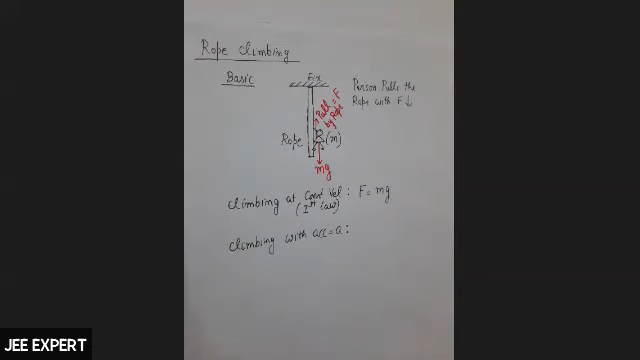 Rope Climbing
Basic
Fix
Person Pulls the
Rope with F ↓
Pull = F
by Rope
Rope
(m)
mg
Climbing at Const Vel : F = mg
(Ist law)
Climbing with acc = a :
JEE EXPERT